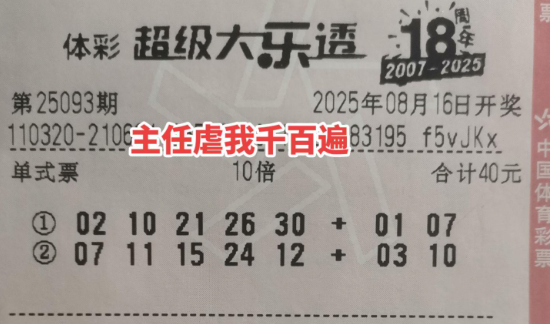 体彩 超级大乐透 18周年
2007-2025
第25093期 2025年08月16日开奖
110320-2106 主任虐我千百遍 83195 f5vJKx
单式票 10倍 合计40元
① 02 10 21 26 30 + 01 07
② 07 11 15 24 12 + 03 10
票
中国体育彩票